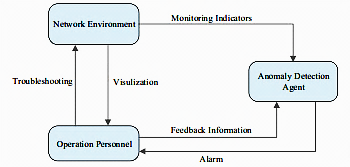 Network Environment
Monitoring Indicators
Anomaly Detection
Agent
Troubleshooting
Visulization
Operation Personnel
Feedback Information
Alarm